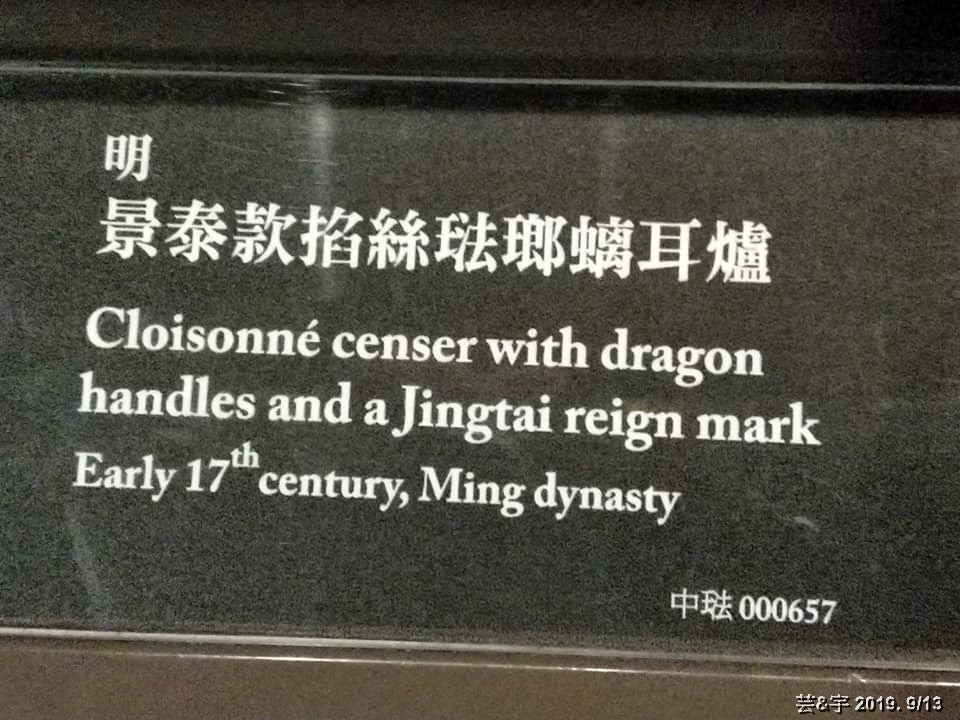 明
景泰款掐絲琺瑯螭耳爐
Cloisonné censer with dragon
handles and a Jingtai reign mark
Early 17th century, Ming dynasty
中琺 000657
芸&宇 2019. 9/13